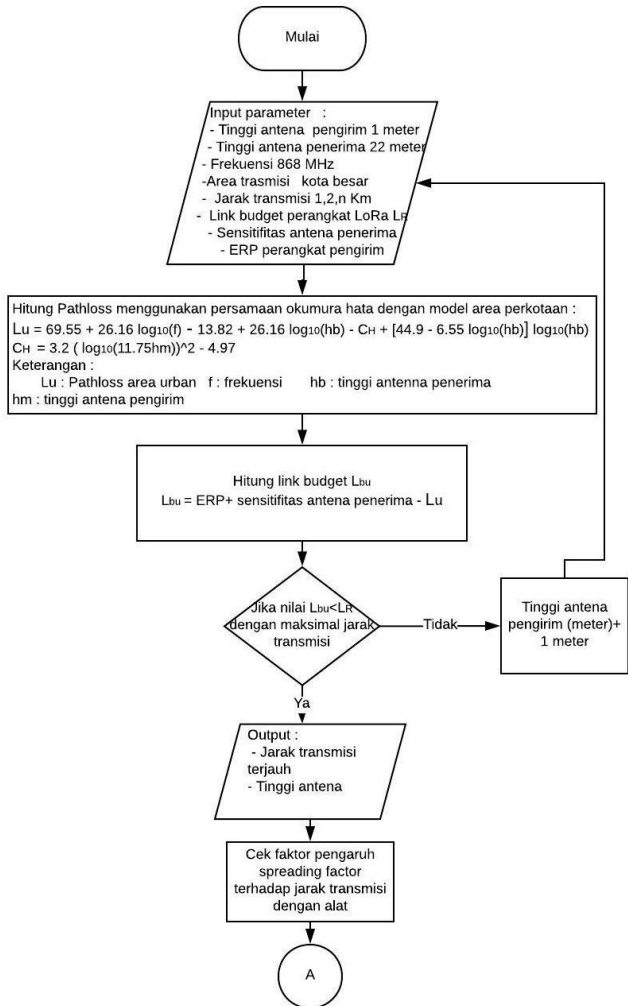 Mulai
Input parameter :
- Tinggi antena pengirim 1 meter
- Tinggi antena penerima 22 meter
- Frekuensi 868 MHz
-Area trasmisi kota besar
- Jarak transmisi 1,2,n Km
- Link budget perangkat LoRa LR
- Sensitifitas antena penerima
- ERP perangkat pengirim
Hitung Pathloss menggunakan persamaan okumura hata dengan model area perkotaan :
Lu = 69.55 + 26.16 log10(f) - 13.82 + 26.16 log10(hb) - CH + [44.9 - 6.55 log10(hb)] log10(hb)
CH = 3.2 ( log10(11.75hm))^2 - 4.97
Keterangan :
Lu : Pathloss area urban f : frekuensi hb : tinggi antenna penerima
hm : tinggi antena pengirim
Hitung link budget Lbu
Lbu = ERP+ sensitifitas antena penerima - Lu
Jika nilai Lbu<LR
dengan maksimal jarak
transmisi
Tidak
Tinggi antena
pengirim (meter)+
1 meter
Ya
Output :
- Jarak transmisi
terjauh
- Tinggi antena
Cek faktor pengaruh
spreading factor
terhadap jarak transmisi
dengan alat
A